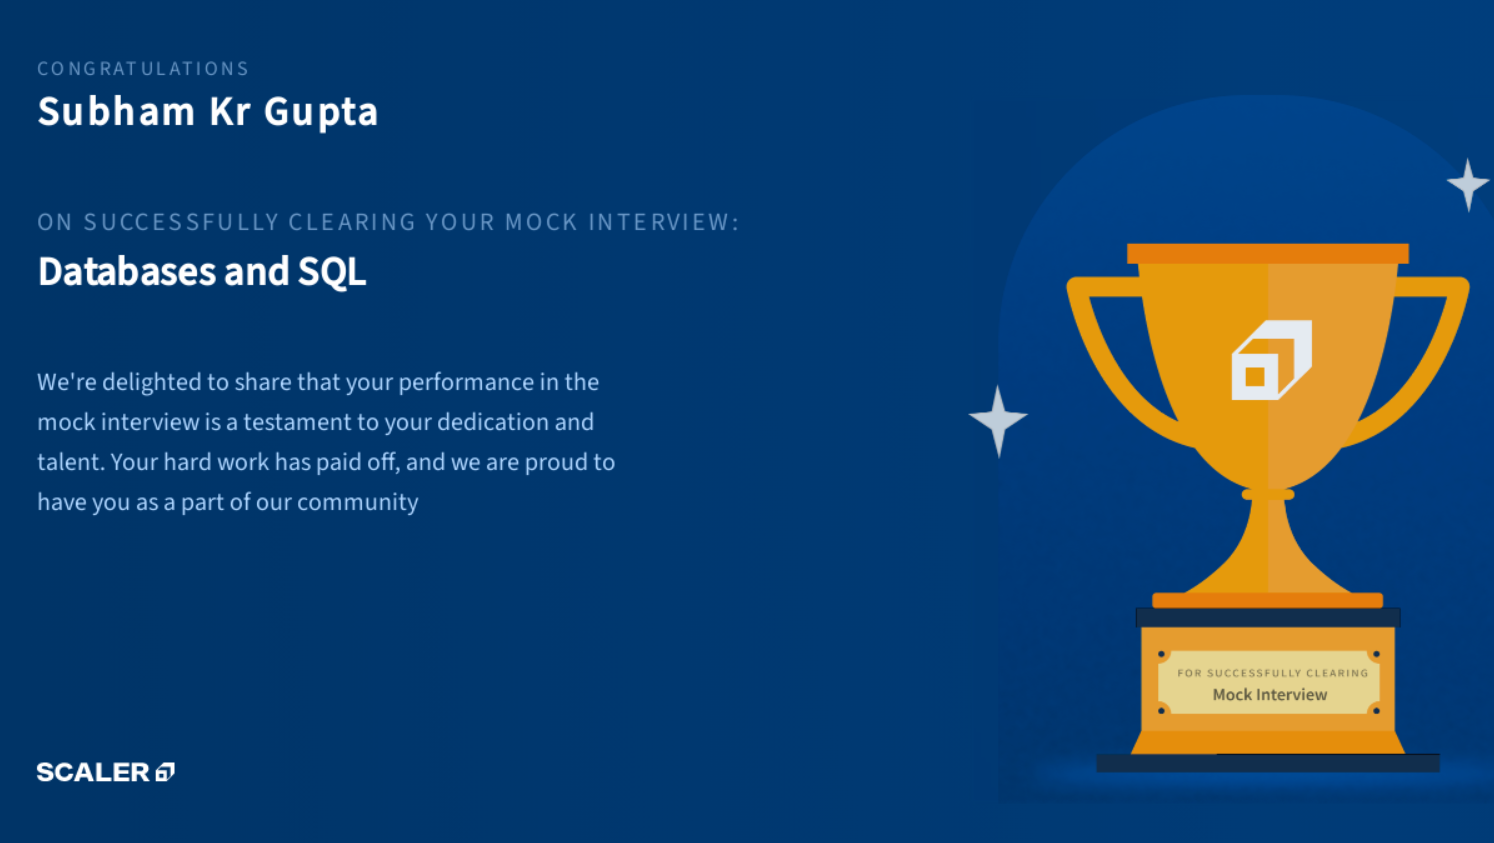 CONGRATULATIONS
Subham Kr Gupta
ON SUCCESSFULLY CLEARING YOUR MOCK INTERVIEW:
Databases and SQL
We're delighted to share that your performance in the
mock interview is a testament to your dedication and
talent. Your hard work has paid off, and we are proud to
have you as a part of our community
FOR SUCCESSFULLY CLEARING
Mock Interview
SCALER